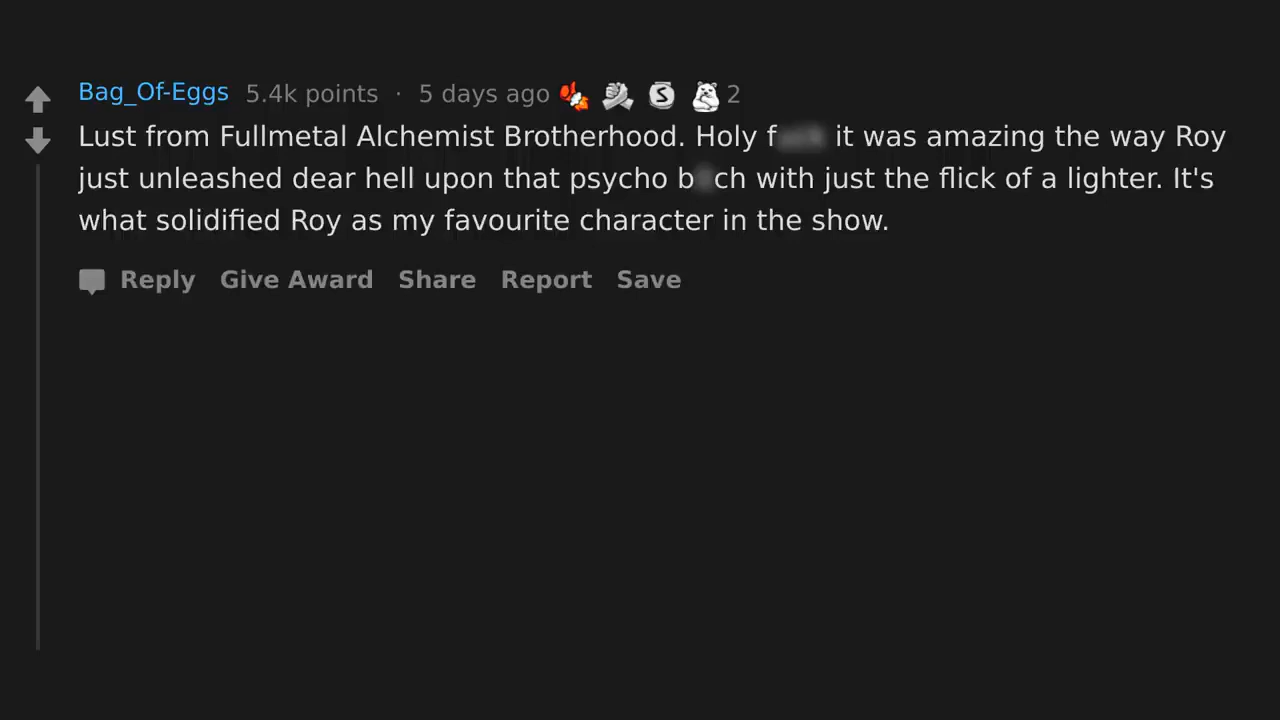 Bag_Of-Eggs 5.4k points · 5 days ago 2
Lust from Fullmetal Alchemist Brotherhood. Holy f it was amazing the way Roy
just unleashed dear hell upon that psycho b ch with just the flick of a lighter. It's
what solidified Roy as my favourite character in the show.
Reply Give Award Share Report Save